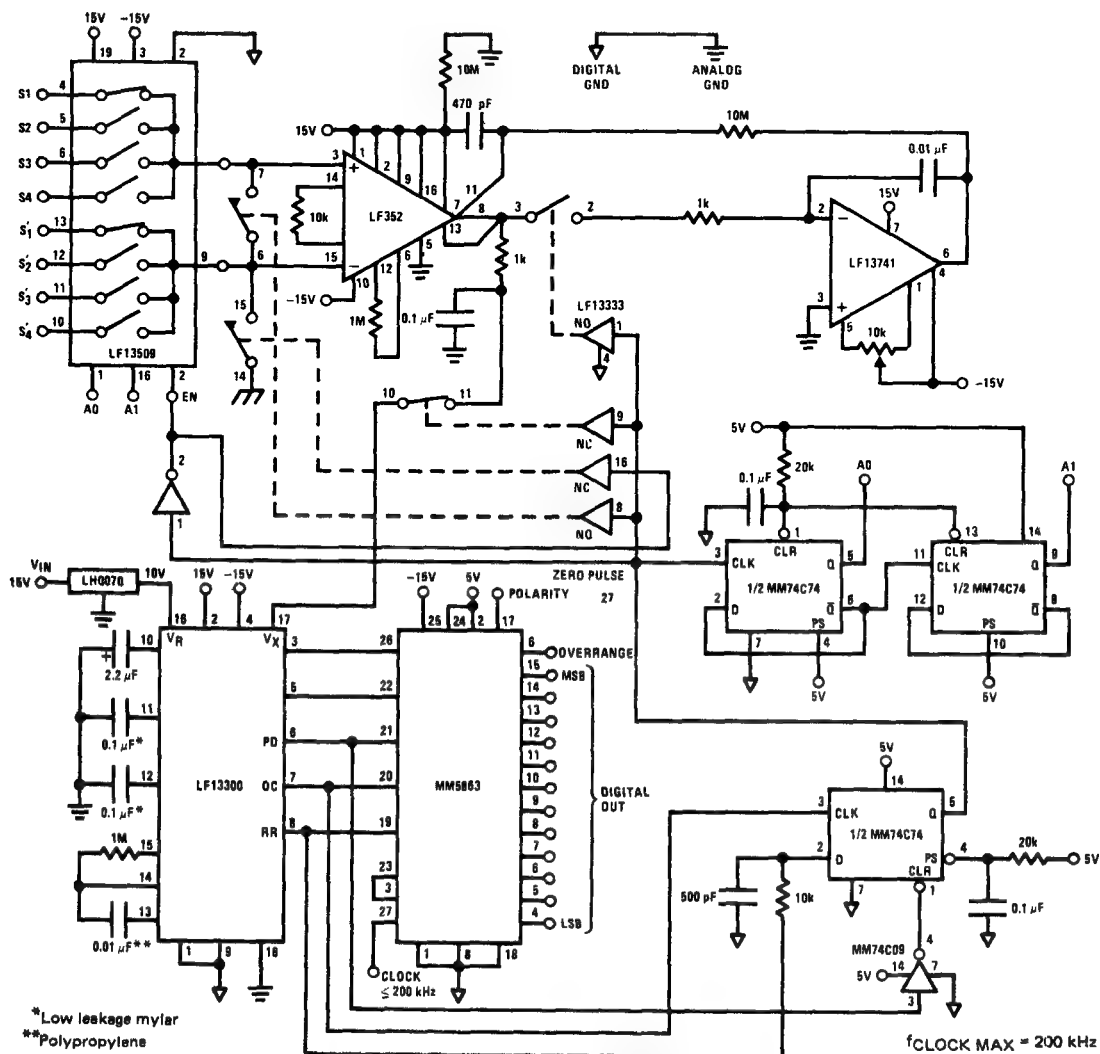 15V
-15V
19
3
2
S1
4
S2
5
S3
6
S4
7
S'1
13
S'2
12
S'3
11
S'4
10
LF13509
1
16
2
A0
A1
EN
9
6
7
15
14
10M
DIGITAL
GND
ANALOG
GND
470 pF
15V
3
+
1
2
9
16
14
10k
LF352
7
11
8
13
15
−
10
12
6
5
-15V
1M
0.1 µF
1k
3
2
10M
0.01 µF
1k
15V
2
−
7
LF13741
6
4
3
+
5
1
10k
-15V
LF13333
NO
1
4
10
11
NC
9
NC
16
NO
8
2
1
5V
20k
0.1 µF
A0
A1
1
13
14
3
CLK
CLR
Q
5
11
CLK
CLR
Q
9
1/2 MM74C74
1/2 MM74C74
2
D
Q
6
12
D
Q
8
PS
PS
7
4
10
5V
5V
VIN
15V
LH0070
10V
15V
-15V
16
2
4
17
VR
VX
10
+
2.2 µF
11
0.1 µF*
12
0.1 µF*
LF13300
3
5
PD
6
OC
7
RR
8
1M
15
14
13
0.01 µF**
1
9
18
ZERO PULSE
27
-15V
5V
POLARITY
25
24
2
17
26
22
21
20
19
23
3
27
MM5863
6
OVERRANGE
15
MSB
14
13
12
11
10
9
8
7
6
5
4
LSB
DIGITAL
OUT
1
8
18
CLOCK
≤ 200 kHz
5V
14
3
CLK
Q
5
1/2 MM74C74
2
D
PS
4
20k
5V
CLR
7
1
0.1 µF
500 pF
10k
MM74C09
4
5V
14
7
3
*Low leakage mylar
**Polypropylene
fCLOCK MAX = 200 kHz